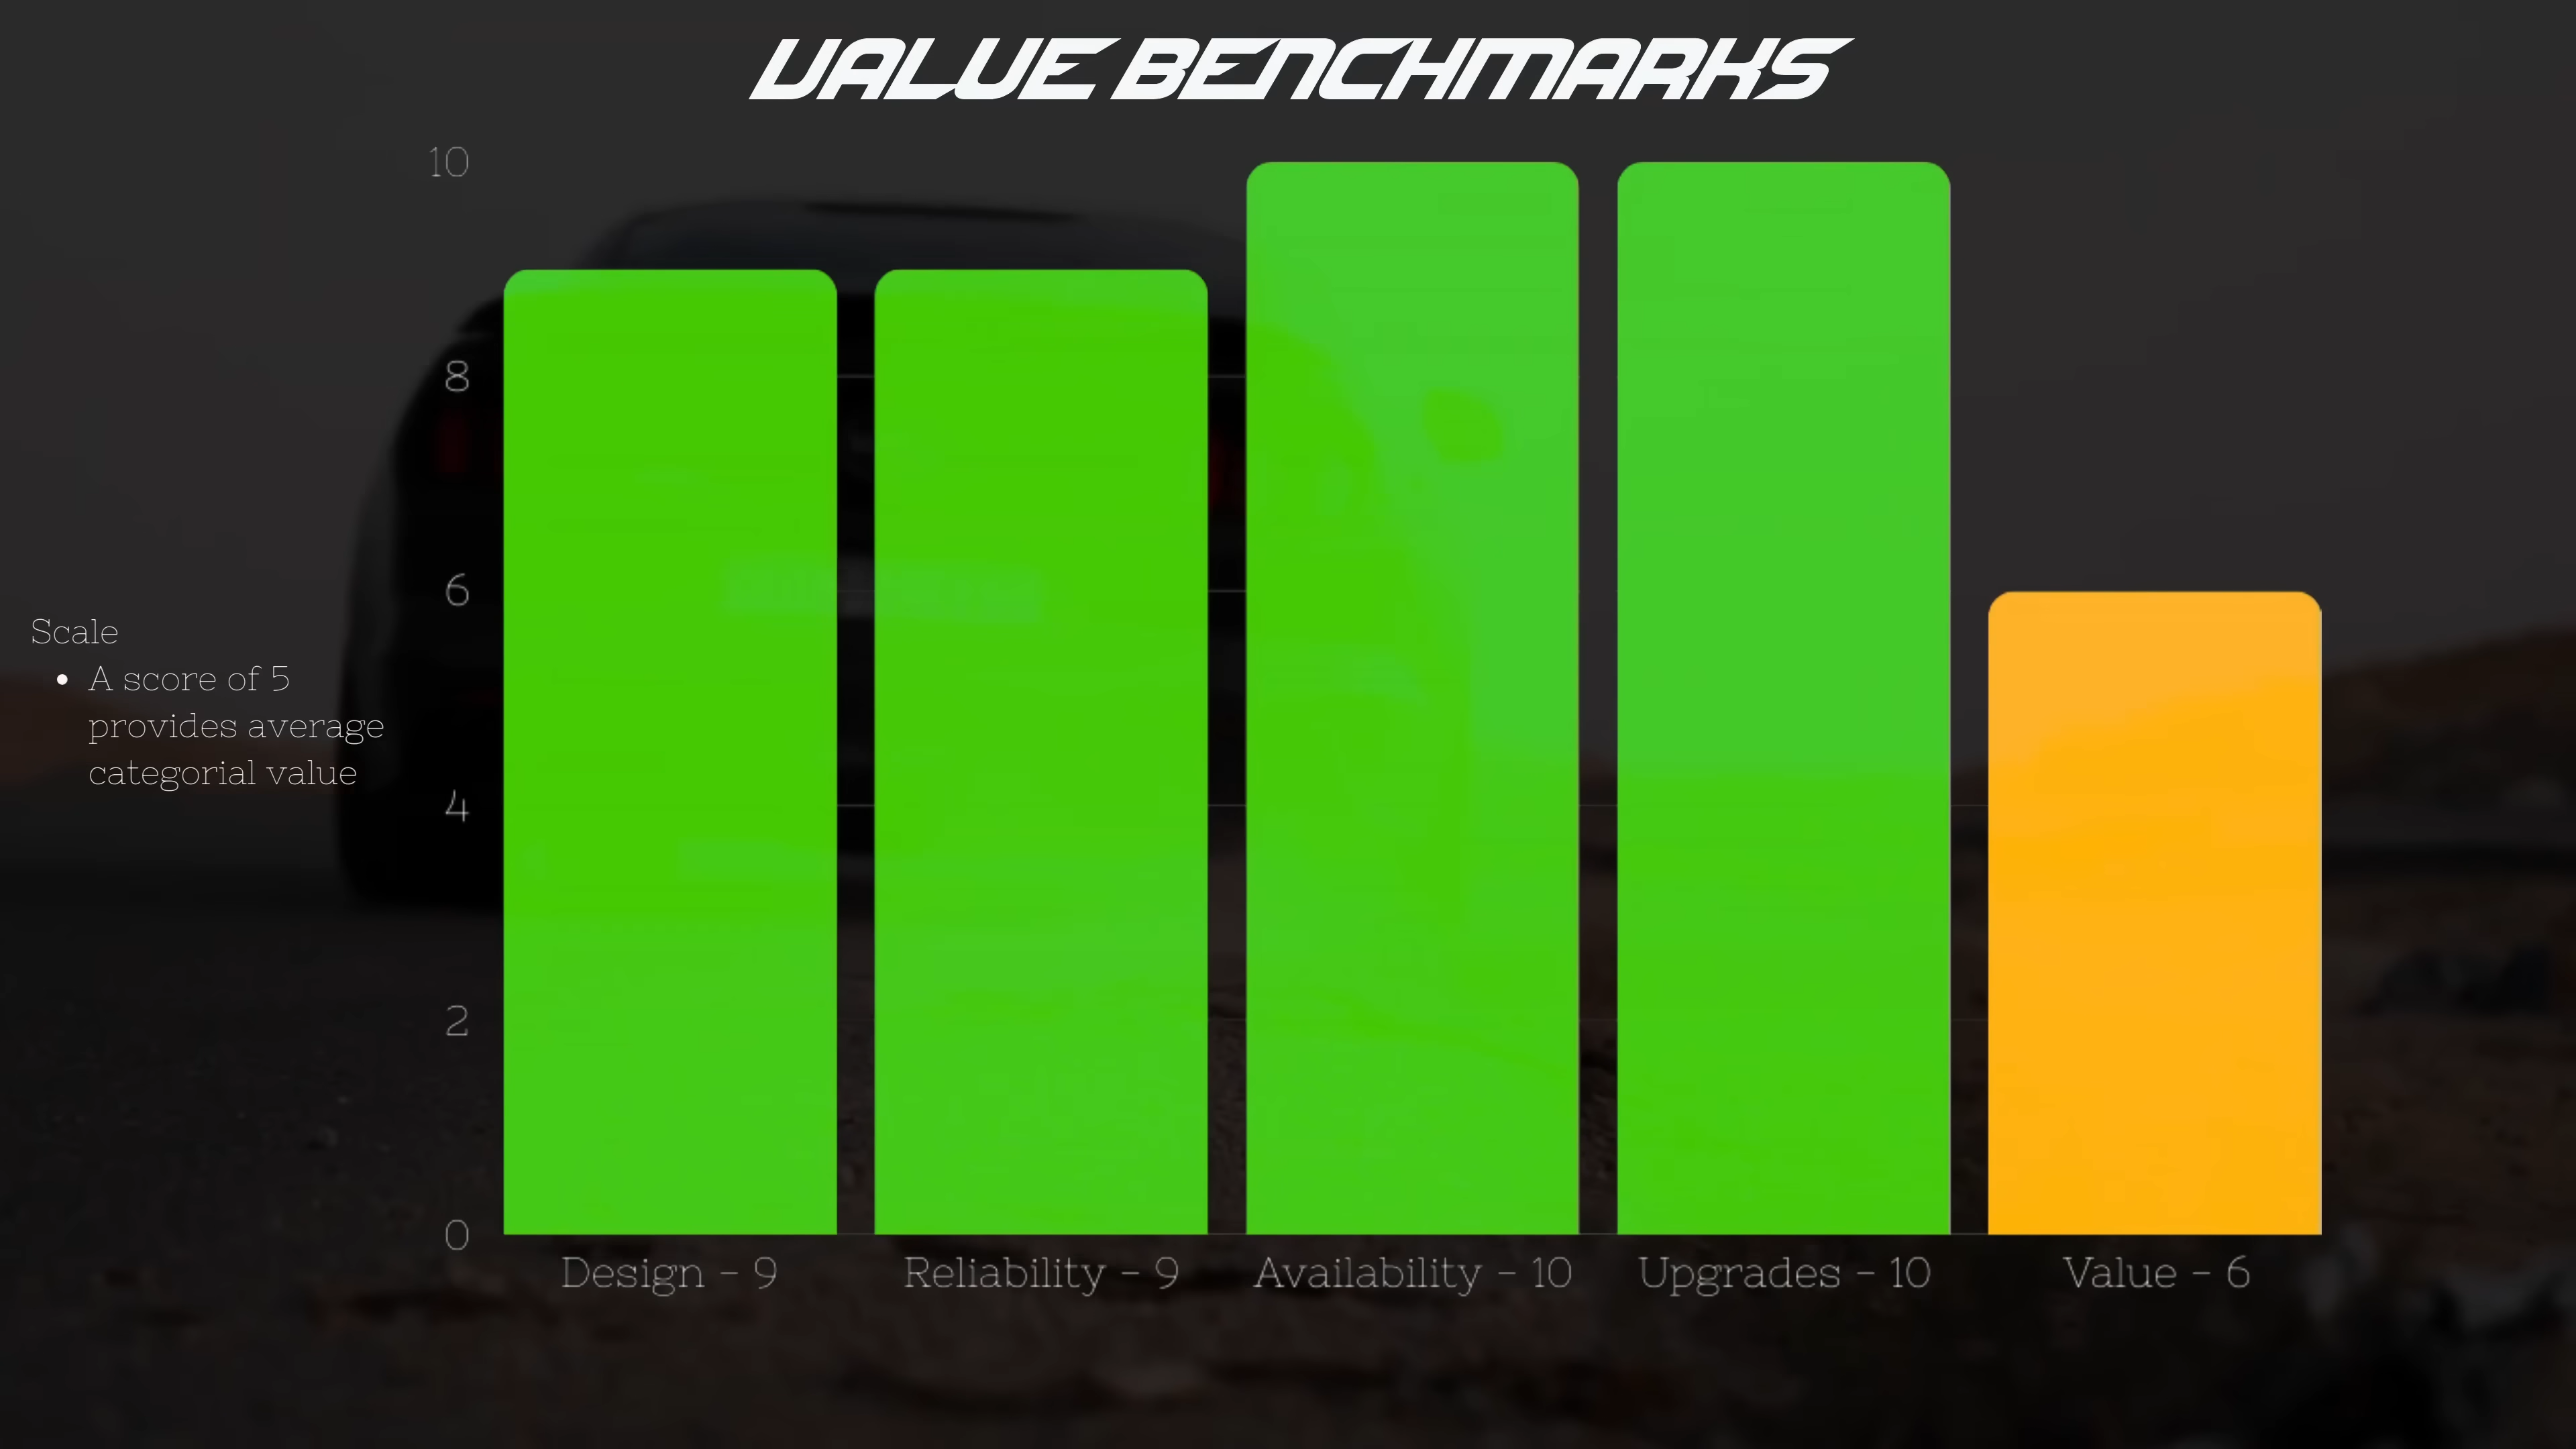 VALUE BENCHMARKS
10
8
6
4
2
0
Scale
• A score of 5
provides average
categorial value
Design - 9
Reliability - 9
Availability - 10
Upgrades - 10
Value - 6